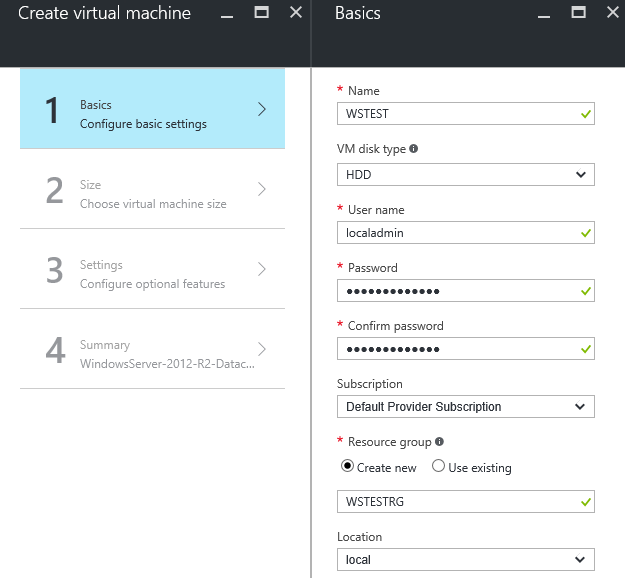 Create virtual machine
1
Basics
Configure basic settings
2
Size
Choose virtual machine size
3
Settings
Configure optional features
4
Summary
WindowsServer-2012-R2-Datac...
Basics
* Name
WSTEST
VM disk type
HDD
* User name
localadmin
* Password
●●●●●●●●●●●●●
* Confirm password
●●●●●●●●●●●●●
Subscription
Default Provider Subscription
* Resource group
Create new Use existing
WSTESTRG
Location
local